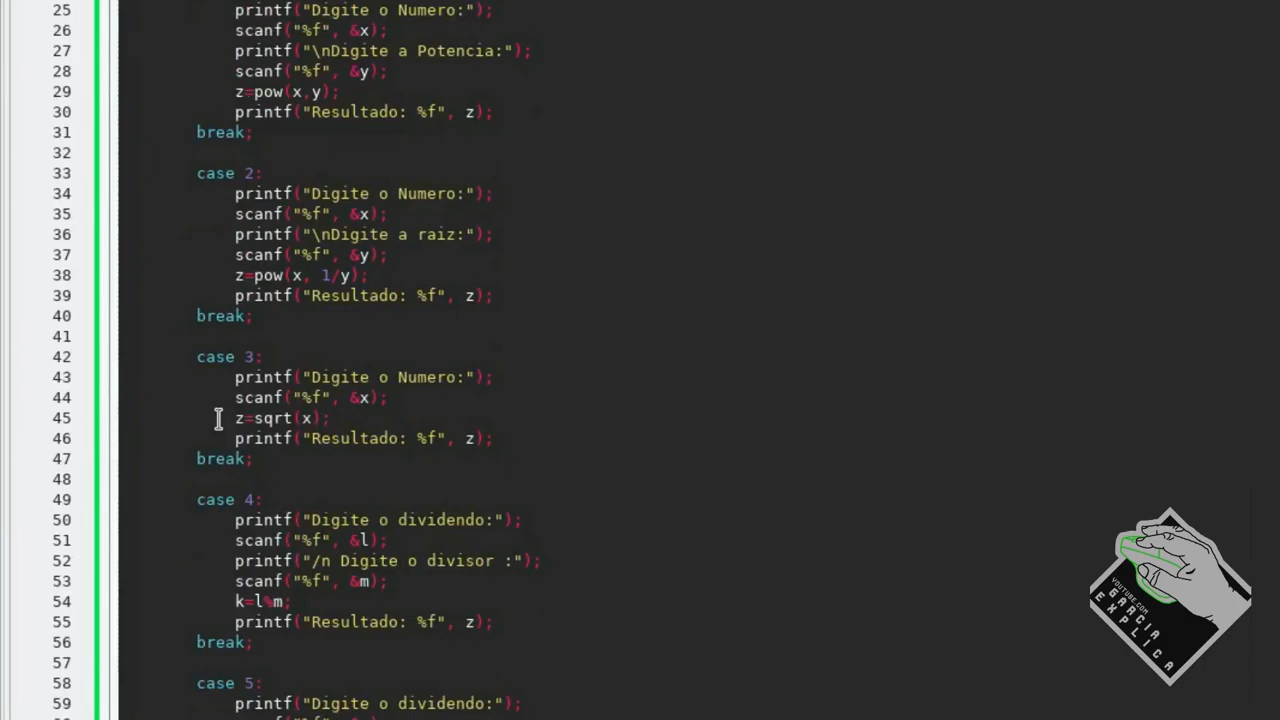 25 printf("Digite o Numero:");
26 scanf("%f", &x);
27 printf("\nDigite a Potencia:");
28 scanf("%f", &y);
29 z=pow(x,y);
30 printf("Resultado: %f", z);
31 break;
32
33 case 2:
34 printf("Digite o Numero:");
35 scanf("%f", &x);
36 printf("\nDigite a raiz:");
37 scanf("%f", &y);
38 z=pow(x, 1/y);
39 printf("Resultado: %f", z);
40 break;
41
42 case 3:
43 printf("Digite o Numero:");
44 scanf("%f", &x);
45 z=sqrt(x);
46 printf("Resultado: %f", z);
47 break;
48
49 case 4:
50 printf("Digite o dividendo:");
51 scanf("%f", &l);
52 printf("/n Digite o divisor :");
53 scanf("%f", &m);
54 k=l%m;
55 printf("Resultado: %f", z);
56 break;
57
58 case 5:
59 printf("Digite o dividendo:");
YOUTUBE.COM
GARCIA
EXPLICA